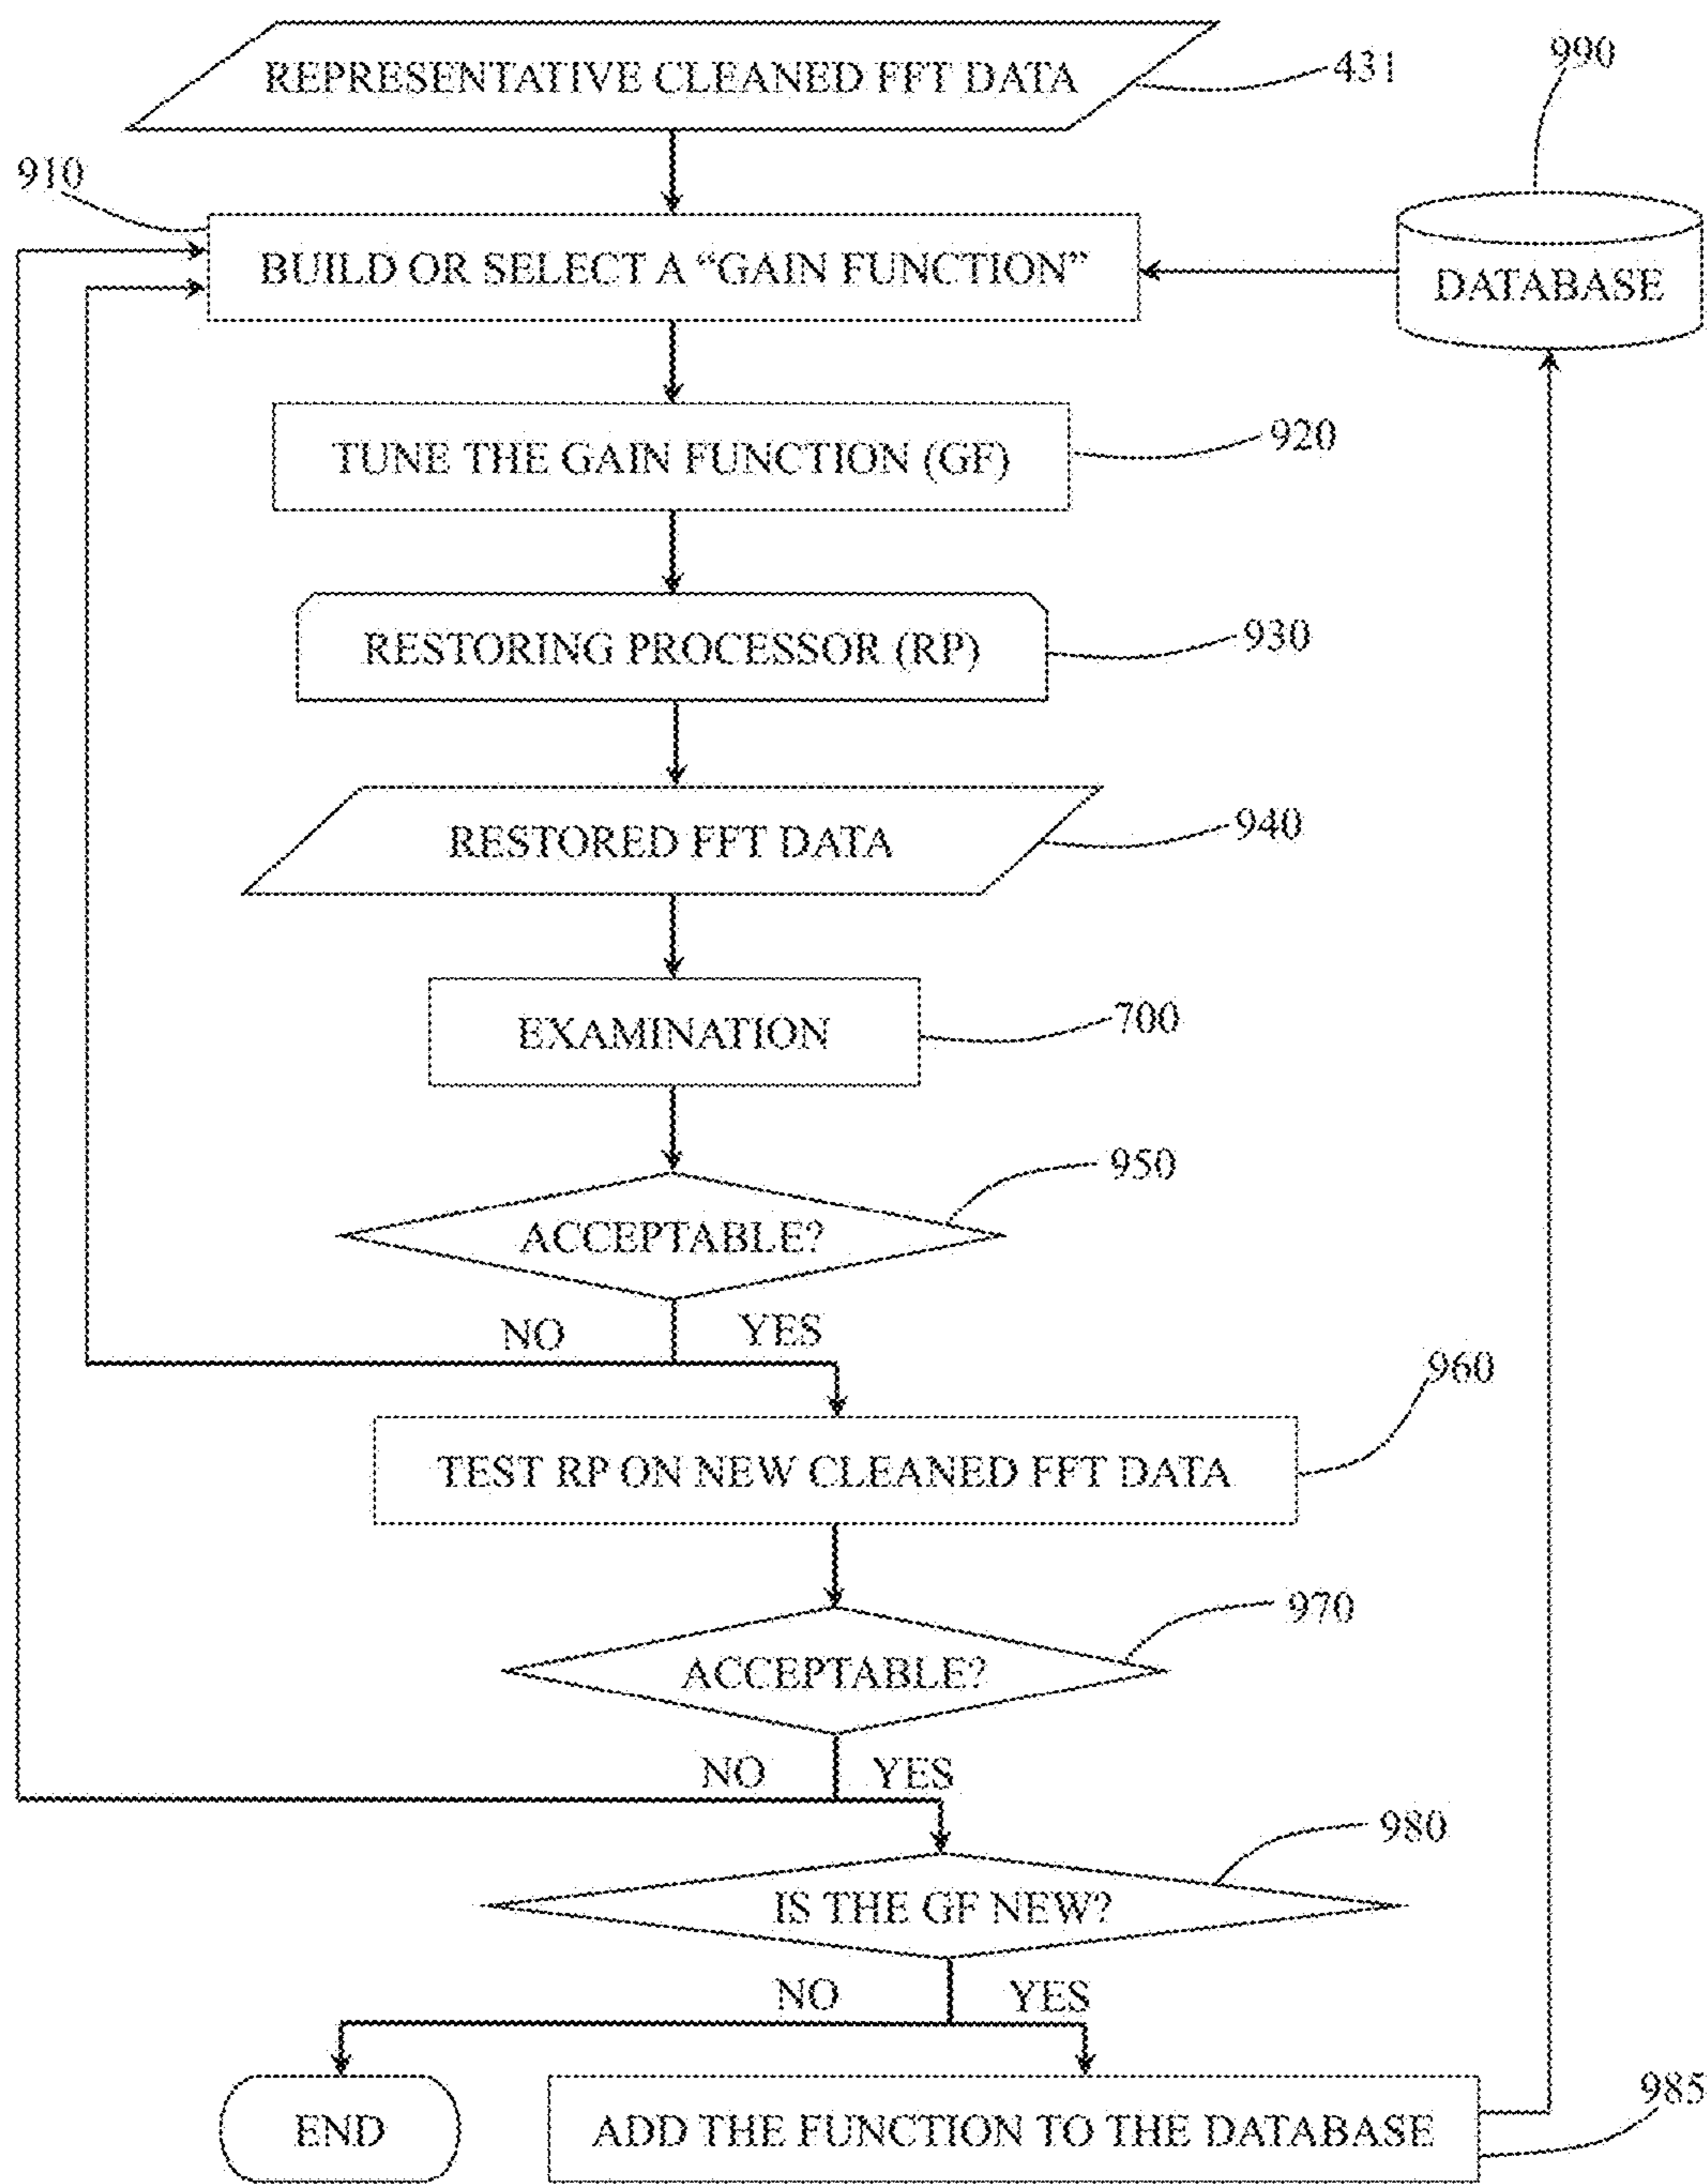 REPRESENTATIVE CLEANED FFT DATA
431
990
910
BUILD OR SELECT A “GAIN FUNCTION”
DATABASE
TUNE THE GAIN FUNCTION (GF)
920
RESTORING PROCESSOR (RP)
930
RESTORED FFT DATA
940
EXAMINATION
700
950
ACCEPTABLE?
NO
YES
960
TEST RP ON NEW CLEANED FFT DATA
970
ACCEPTABLE?
NO
YES
980
IS THE GF NEW?
NO
YES
985
END
ADD THE FUNCTION TO THE DATABASE